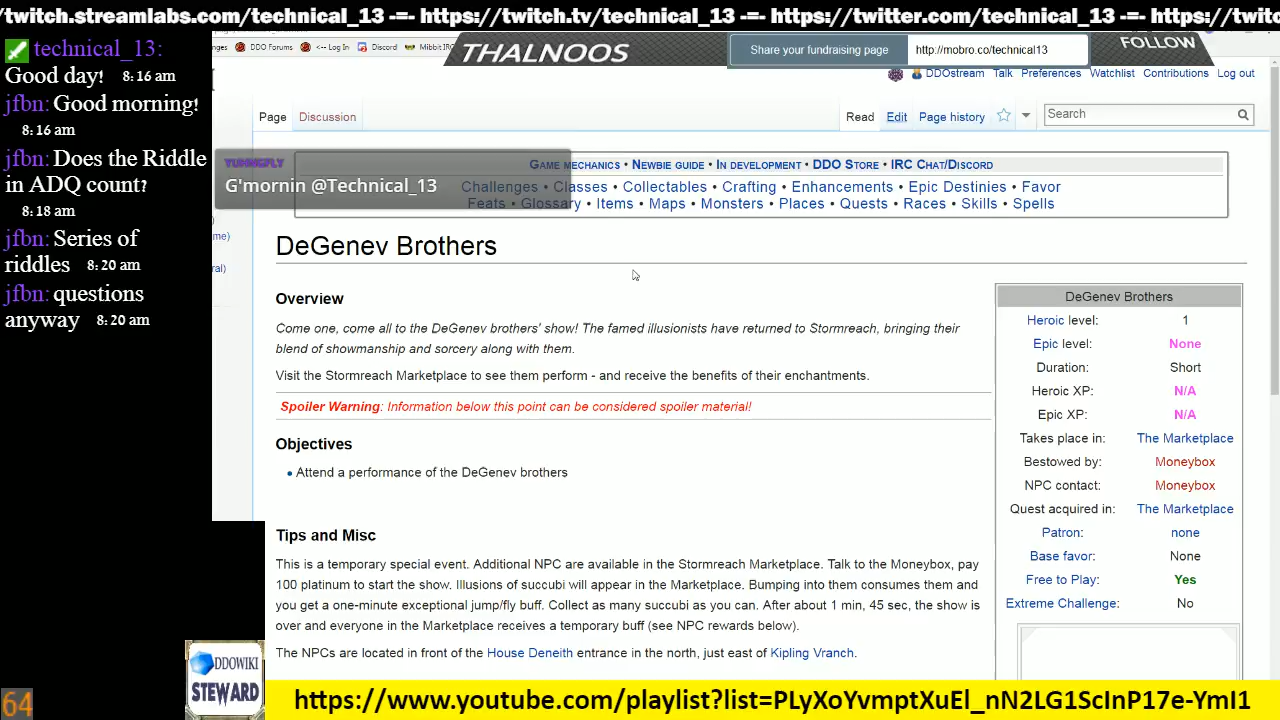 /twitch.streamlabs.com/technical_13 -=- https://twitch.tv/technical_13 -=- https://twitter.com/technical_13 -=- https://twitc
technical_13:
Good day! 8:16 am
jfbn: Good morning!
8:16 am
jfbn: Does the Riddle
in ADQ count?
8:18 am
jfbn: Series of
riddles 8:20 am
jfbn: questions
anyway 8:20 am
nges DDO Forums <-- Log In Discord Mibbit IR
THALNOOS
Share your fundraising page http://mobro.co/technical13
FOLLOW
DDOstream Talk Preferences Watchlist Contributions Log out
Page Discussion Read Edit Page history Search
YUHNGFLY
G'mornin @Technical_13
Game mechanics • Newbie guide • In development • DDO Store • IRC Chat/Discord
Challenges • Classes • Collectables • Crafting • Enhancements • Epic Destinies • Favor
Feats • Glossary • Items • Maps • Monsters • Places • Quests • Races • Skills • Spells
me)
ral)
DeGenev Brothers
Overview
Come one, come all to the DeGenev brothers' show! The famed illusionists have returned to Stormreach, bringing their
blend of showmanship and sorcery along with them.
Visit the Stormreach Marketplace to see them perform - and receive the benefits of their enchantments.
Spoiler Warning: Information below this point can be considered spoiler material!
Objectives
• Attend a performance of the DeGenev brothers
Tips and Misc
This is a temporary special event. Additional NPC are available in the Stormreach Marketplace. Talk to the Moneybox, pay
100 platinum to start the show. Illusions of succubi will appear in the Marketplace. Bumping into them consumes them and
you get a one-minute exceptional jump/fly buff. Collect as many succubi as you can. After about 1 min, 45 sec, the show is
over and everyone in the Marketplace receives a temporary buff (see NPC rewards below).
The NPCs are located in front of the House Deneith entrance in the north, just east of Kipling Vranch.
DeGenev Brothers
Heroic level: 1
Epic level: None
Duration: Short
Heroic XP: N/A
Epic XP: N/A
Takes place in: The Marketplace
Bestowed by: Moneybox
NPC contact: Moneybox
Quest acquired in: The Marketplace
Patron: none
Base favor: None
Free to Play: Yes
Extreme Challenge: No
DDOWIKI
STEWARD
64
https://www.youtube.com/playlist?list=PLyXoYvmptXuEl_nN2LG1ScInP17e-YmI1